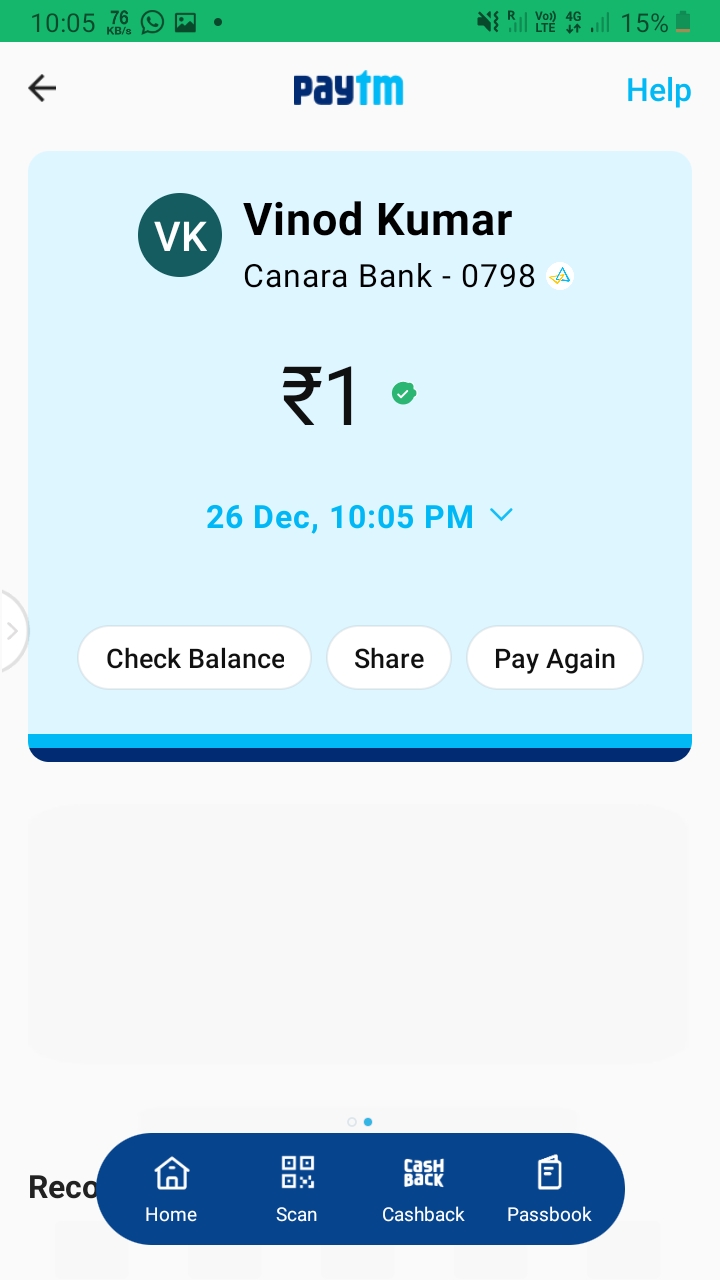 10:05 76 KB/s R Vo)) LTE 4G 15%
paytm Help
VK Vinod Kumar
Canara Bank - 0798
₹1
26 Dec, 10:05 PM
Check Balance Share Pay Again
Reco
Home Scan CASH BACK Cashback Passbook